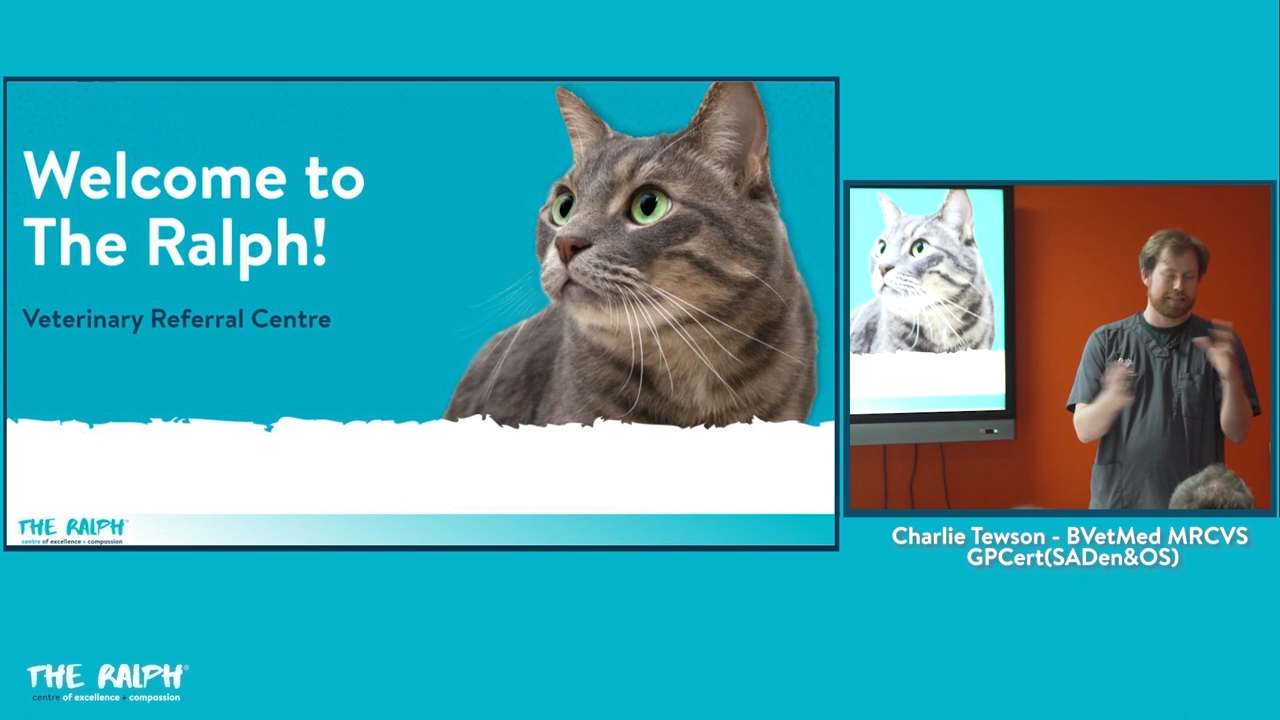 Welcome to
The Ralph!
Veterinary Referral Centre
THE RALPH®
centre of excellence + compassion
Charlie Tewson - BVetMed MRCVS
GPCert(SADen&OS)
THE RALPH®
centre of excellence + compassion